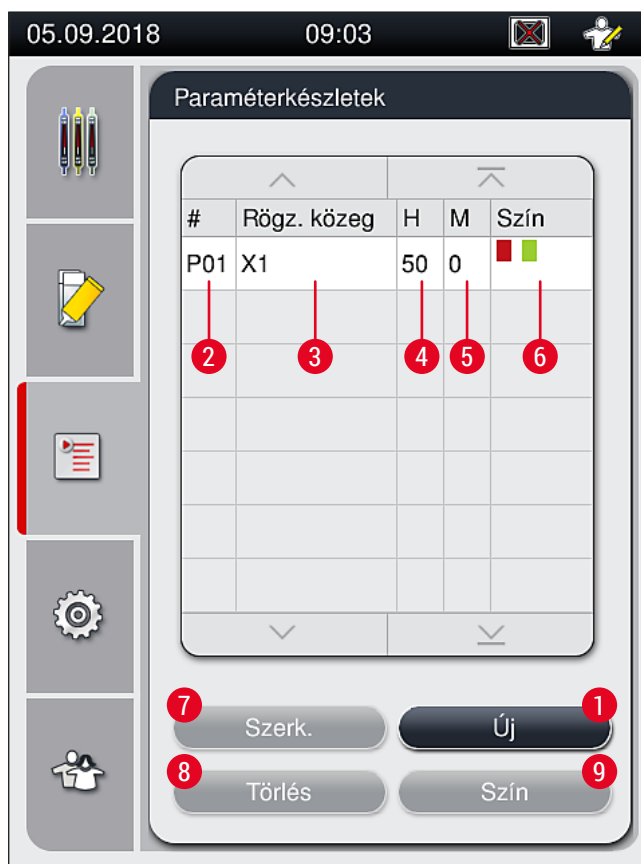 05.09.2018 09:03
Paraméterkészletek
# Rögz. közeg H M Szín
P01 X1 50 0
2 3 4 5 6
7 1
Szerk. Új
8 9
Törlés Szín